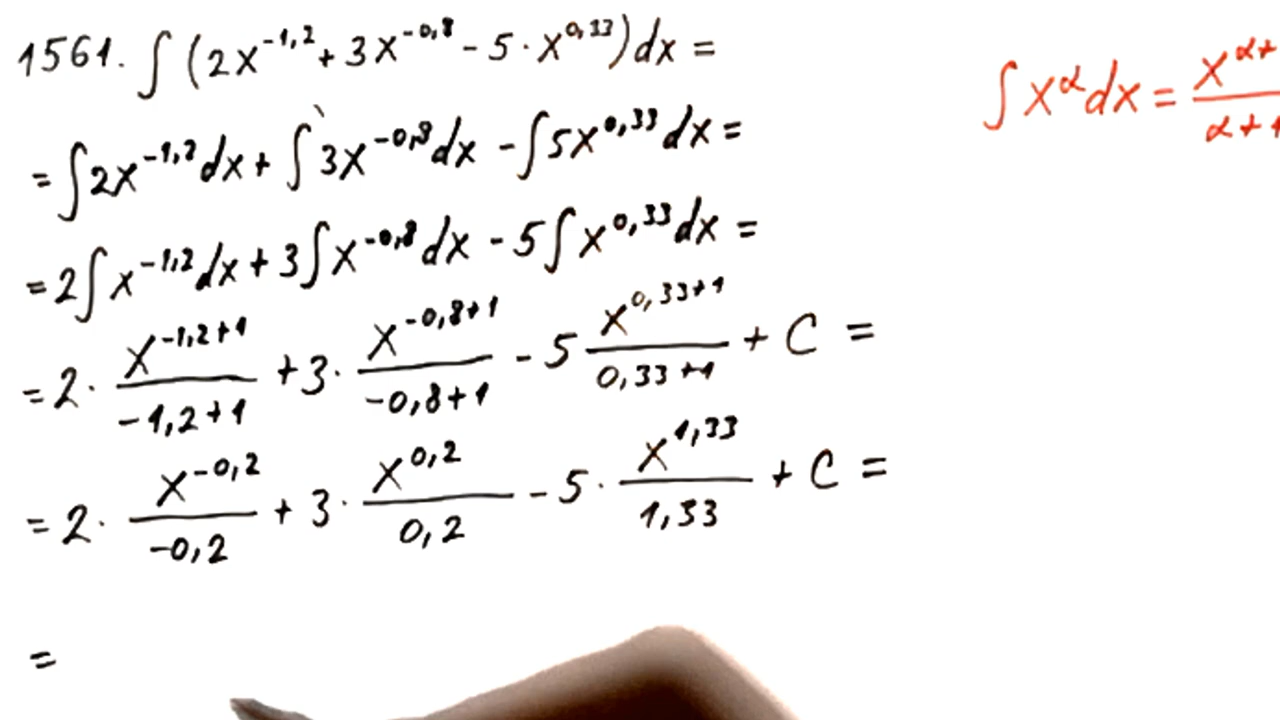 1561. ∫ (2x^{-1,2} + 3x^{-0,8} - 5 · x^{0,33}) dx =
∫ x^α dx = x^{α+} / α+1
= ∫ 2x^{-1,2} dx + ∫ 3x^{-0,8} dx - ∫ 5x^{0,33} dx =
= 2 ∫ x^{-1,2} dx + 3 ∫ x^{-0,8} dx - 5 ∫ x^{0,33} dx =
= 2 · x^{-1,2+1} / -1,2+1 + 3 · x^{-0,8+1} / -0,8+1 - 5 x^{0,33+1} / 0,33+1 + C =
= 2 · x^{-0,2} / -0,2 + 3 · x^{0,2} / 0,2 - 5 · x^{1,33} / 1,33 + C =
=